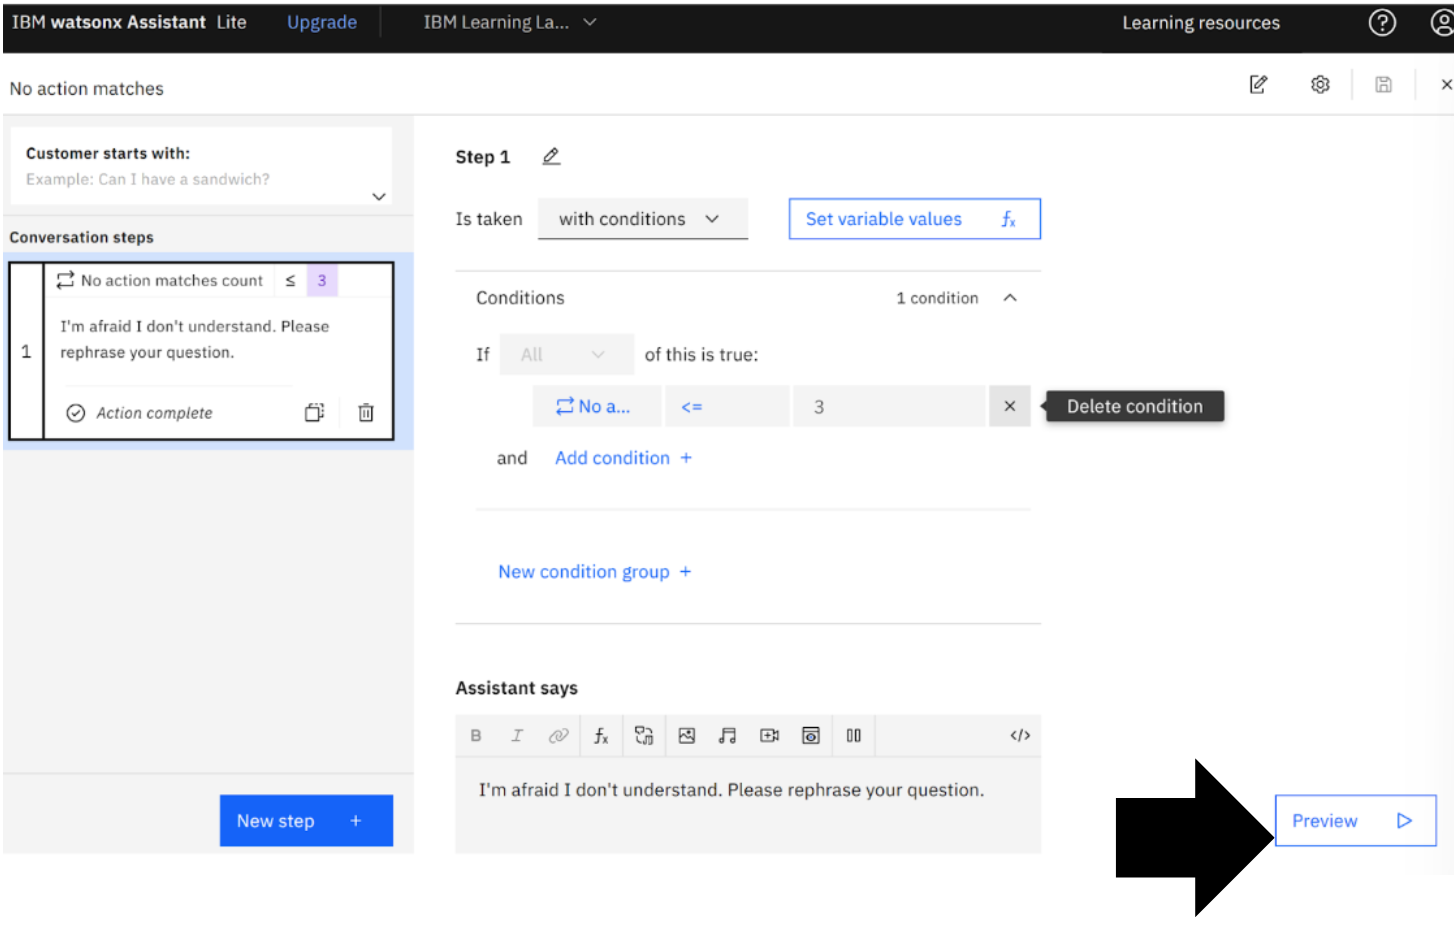 IBM watsonx Assistant Lite Upgrade IBM Learning La... Learning resources
No action matches
Customer starts with:
Example: Can I have a sandwich?
Conversation steps
No action matches count ≤ 3
1
I'm afraid I don't understand. Please
rephrase your question.
Action complete
New step +
Step 1
Is taken with conditions Set variable values fx
Conditions 1 condition
If All of this is true:
No a... <= 3 × Delete condition
and Add condition +
New condition group +
Assistant says
B I fx </>
I'm afraid I don't understand. Please rephrase your question.
Preview